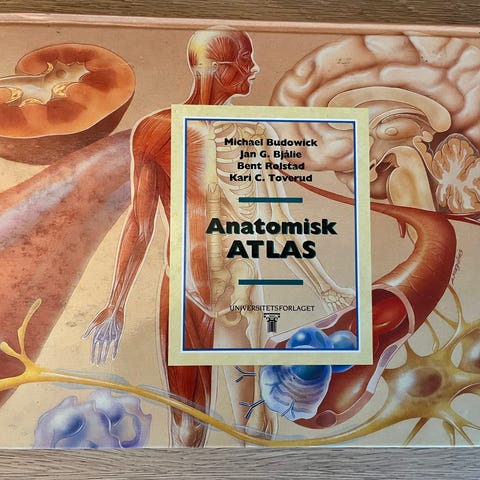 Michael Budowick
Jan G. Bjålie
Bent Rolstad
Kari C. Toverud
Anatomisk
ATLAS
UNIVERSITETSFORLAGET